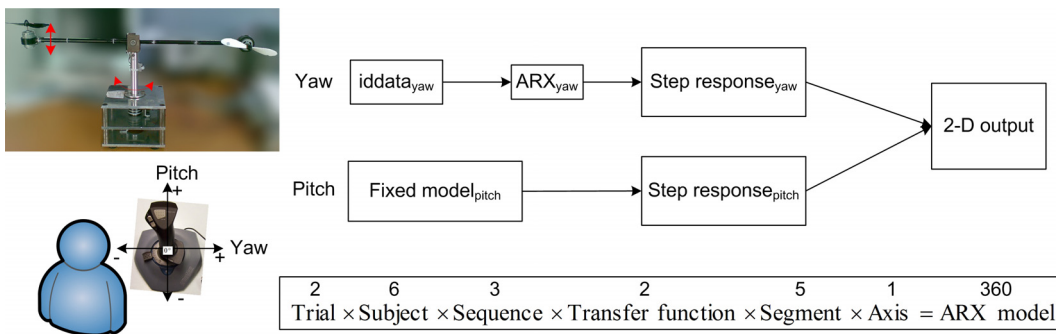 Yaw
iddata_yaw
ARX_yaw
Step response_yaw
2-D output
Pitch
Fixed model_pitch
Step response_pitch
Pitch
+
0°
- + Yaw
-
2 6 3 2 5 1 360
Trial × Subject × Sequence × Transfer function × Segment × Axis = ARX model